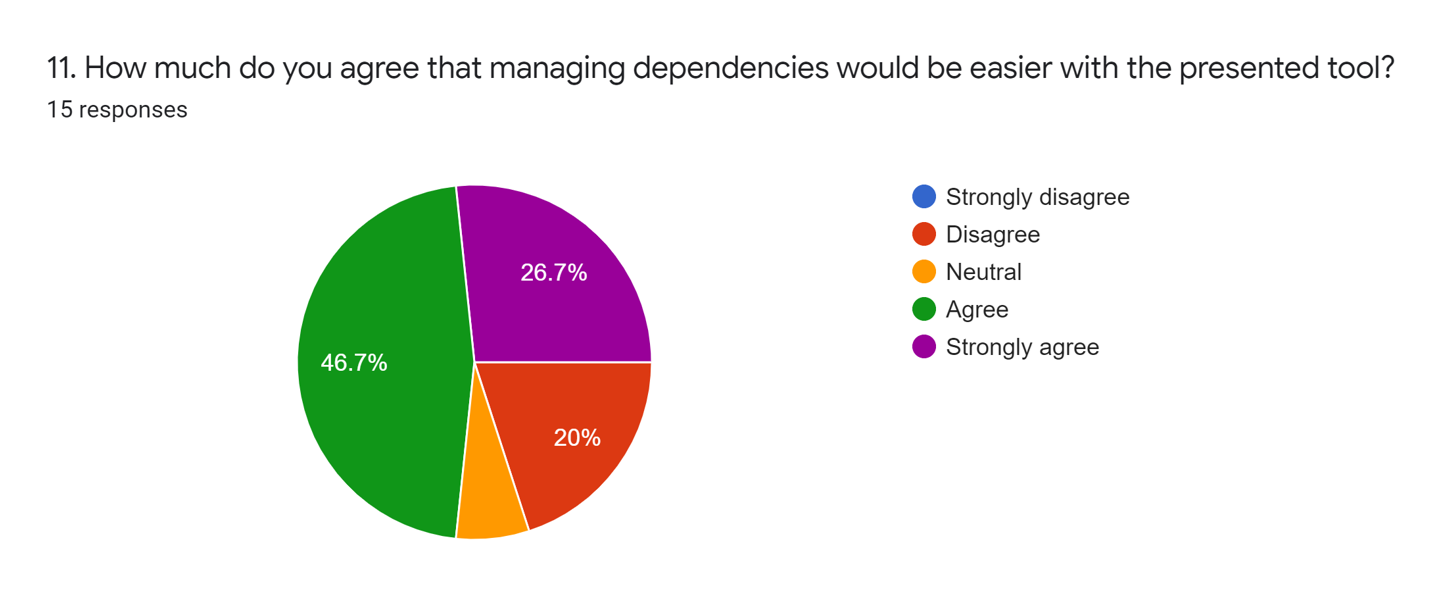 11. How much do you agree that managing dependencies would be easier with the presented tool?
15 responses
26.7%
46.7%
20%
Strongly disagree
Disagree
Neutral
Agree
Strongly agree